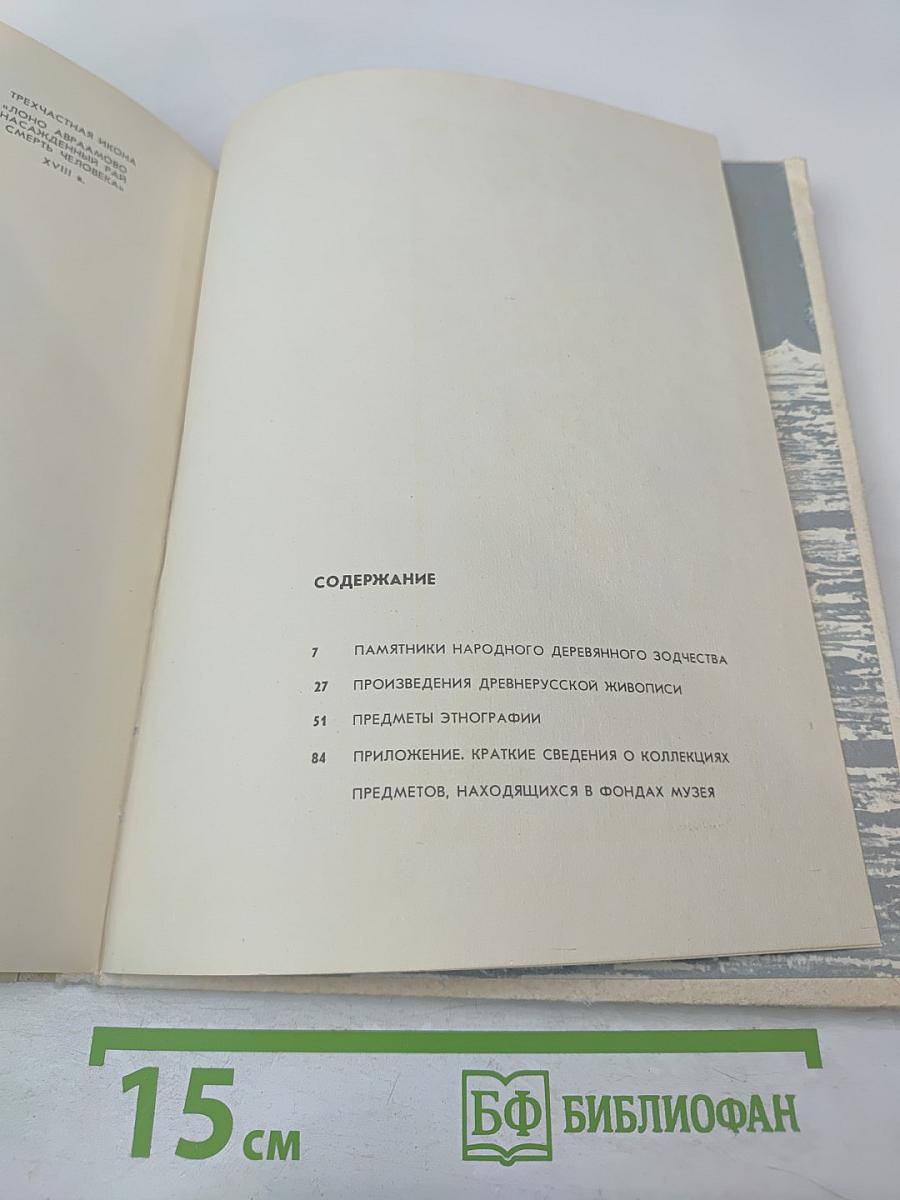 ТРЕХЧАСТНАЯ ИКОНА
«ЛОНО АВРААМОВО
НАСАЖДЕННЫЙ РАЙ
СМЕРТЬ ЧЕЛОВЕКА»
XVIII в.
СОДЕРЖАНИЕ
7 ПАМЯТНИКИ НАРОДНОГО ДЕРЕВЯННОГО ЗОДЧЕСТВА
27 ПРОИЗВЕДЕНИЯ ДРЕВНЕРУССКОЙ ЖИВОПИСИ
51 ПРЕДМЕТЫ ЭТНОГРАФИИ
84 ПРИЛОЖЕНИЕ. КРАТКИЕ СВЕДЕНИЯ О КОЛЛЕКЦИЯХ
ПРЕДМЕТОВ, НАХОДЯЩИХСЯ В ФОНДАХ МУЗЕЯ
15 см
БФ БИБЛИОФАН